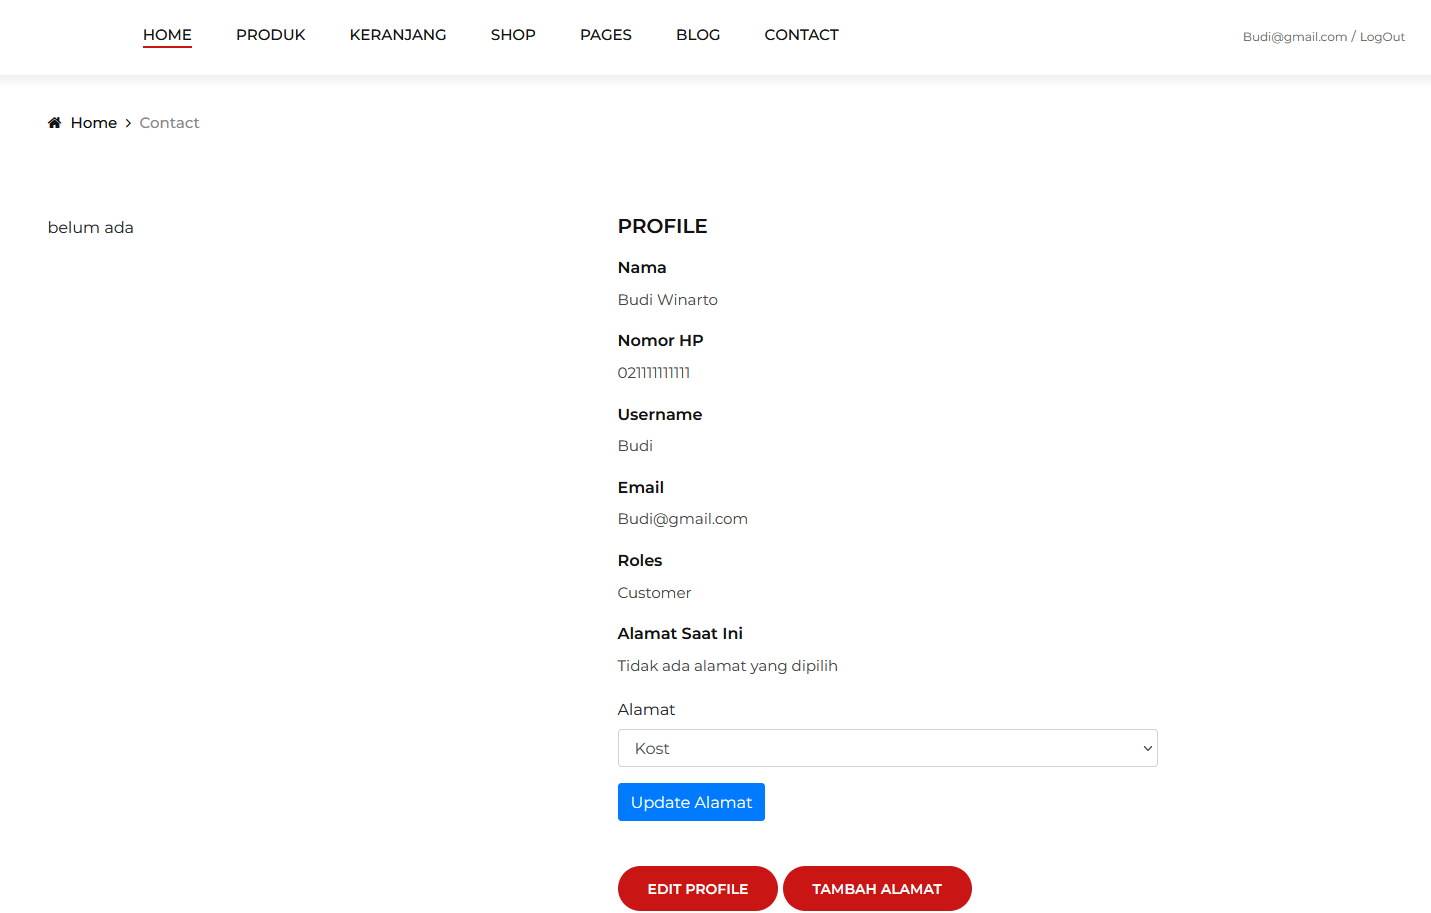 HOME PRODUK KERANJANG SHOP PAGES BLOG CONTACT Budi@gmail.com / LogOut
Home > Contact
belum ada
PROFILE
Nama
Budi Winarto
Nomor HP
021111111111
Username
Budi
Email
Budi@gmail.com
Roles
Customer
Alamat Saat Ini
Tidak ada alamat yang dipilih
Alamat
Kost
Update Alamat
EDIT PROFILE TAMBAH ALAMAT